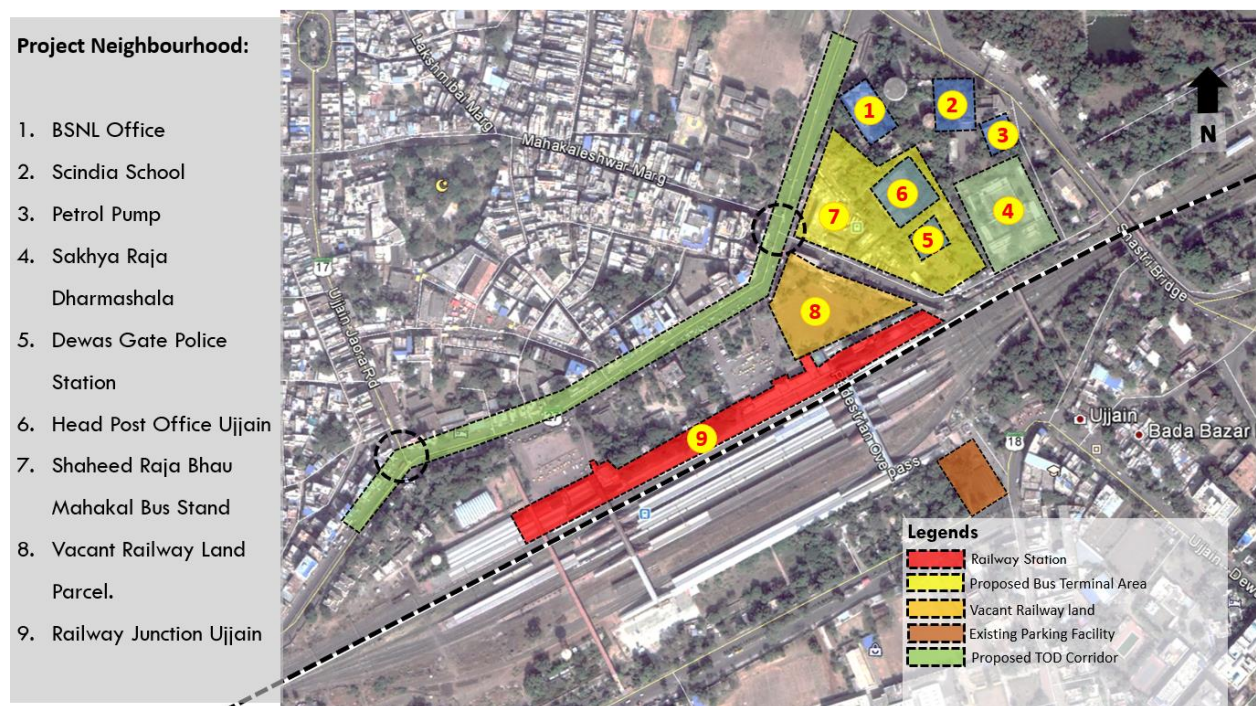 Project Neighbourhood:
1. BSNL Office
2. Scindia School
3. Petrol Pump
4. Sakhya Raja
Dharmashala
5. Dewas Gate Police
Station
6. Head Post Office Ujjain
7. Shaheed Raja Bhau
Mahakal Bus Stand
8. Vacant Railway Land
Parcel.
9. Railway Junction Ujjain
Lakshmibai Marg
Mahakaleshwar Marg
17
Ujjain-Jaora Rd
1
2
3
4
5
6
7
8
9
N
Shastri Bridge
destrian Overpass
18
Ujjain
Bada Bazar
Ujjain - Dew
Legends
Railway Station
Proposed Bus Terminal Area
Vacant Railway land
Existing Parking Facility
Proposed TOD Corridor